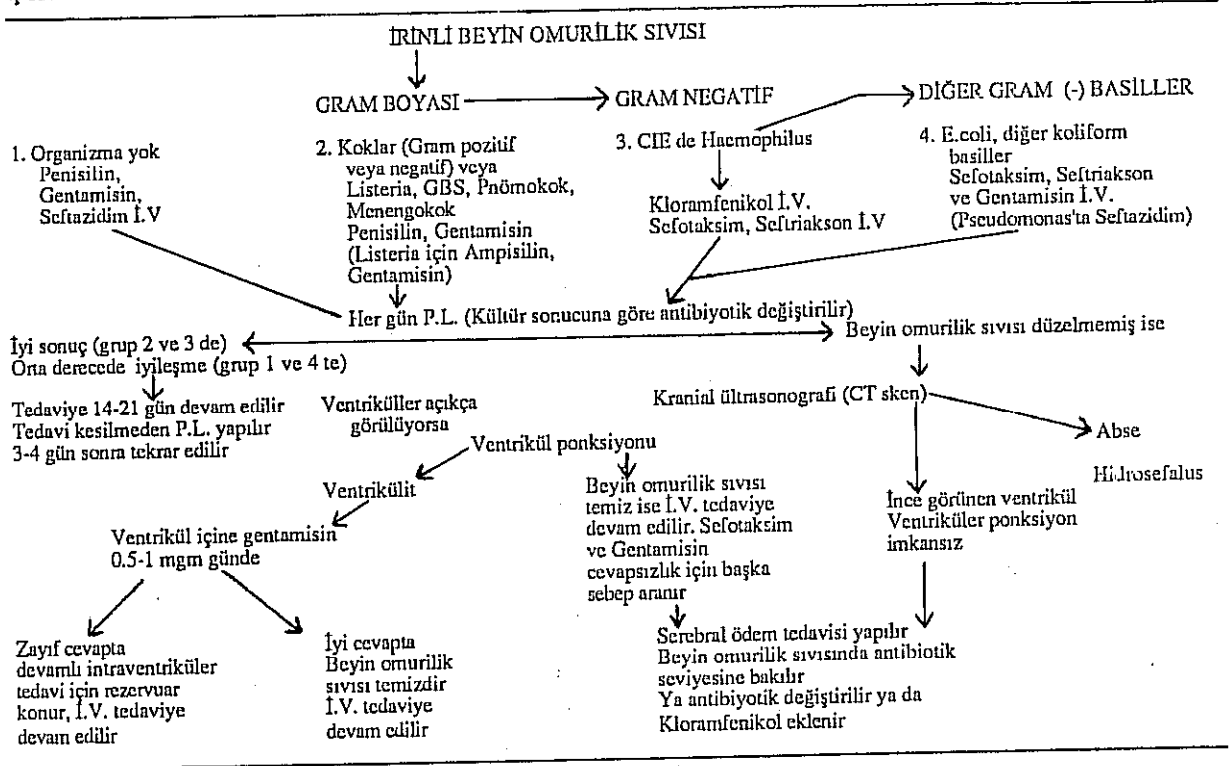 İRİNLİ BEYİN OMURİLİK SIVISI
GRAM BOYASI
GRAM NEGATİF
DİĞER GRAM (-) BASİLLER
1. Organizma yok
Penisilin,
Gentamisin,
Seftazidim İ.V
2. Koklar (Gram pozitif
veya negatif) veya
Listeria, GBS, Pnömokok,
Menengokok
Penisilin, Gentamisin
(Listeria için Ampisilin,
Gentamisin)
3. CIE de Haemophilus
Kloramfenikol İ.V.
Sefotaksim, Seftriakson İ.V
4. E.coli, diğer koliform
basiller
Sefotaksim, Seftriakson
ve Gentamisin İ.V.
(Pseudomonas'ta Seftazidim)
Her gün P.L. (Kültür sonucuna göre antibiyotik değiştirilir)
İyi sonuç (grup 2 ve 3 de)
Orta derecede iyileşme (grup 1 ve 4 te)
Beyin omurilik sıvısı düzelmemiş ise
Tedaviye 14-21 gün devam edilir
Tedavi kesilmeden P.L. yapılır
3-4 gün sonra tekrar edilir
Ventriküller açıkça
görülüyorsa
Kranial ültrasonografi (CT sken)
Abse
Hidrosefalus
Ventrikül ponksiyonu
Ventrikülit
Beyin omurilik sıvısı
temiz ise İ.V. tedaviye
devam edilir. Sefotaksim
ve Gentamisin
cevapsızlık için başka
sebep aranır
İnce görünen ventrikül
Ventriküler ponksiyon
imkansız
Ventrikül içine gentamisin
0.5-1 mgm günde
Zayıf cevapta
devamlı intraventriküler
tedavi için rezervuar
konur, İ.V. tedaviye
devam edilir
İyi cevapta
Beyin omurilik
sıvısı temizdir
İ.V. tedaviye
devam edilir
Serebral ödem tedavisi yapılır
Beyin omurilik sıvısında antibiotik
seviyesine bakılır
Ya antibiyotik değiştirilir ya da
Kloramfenikol eklenir